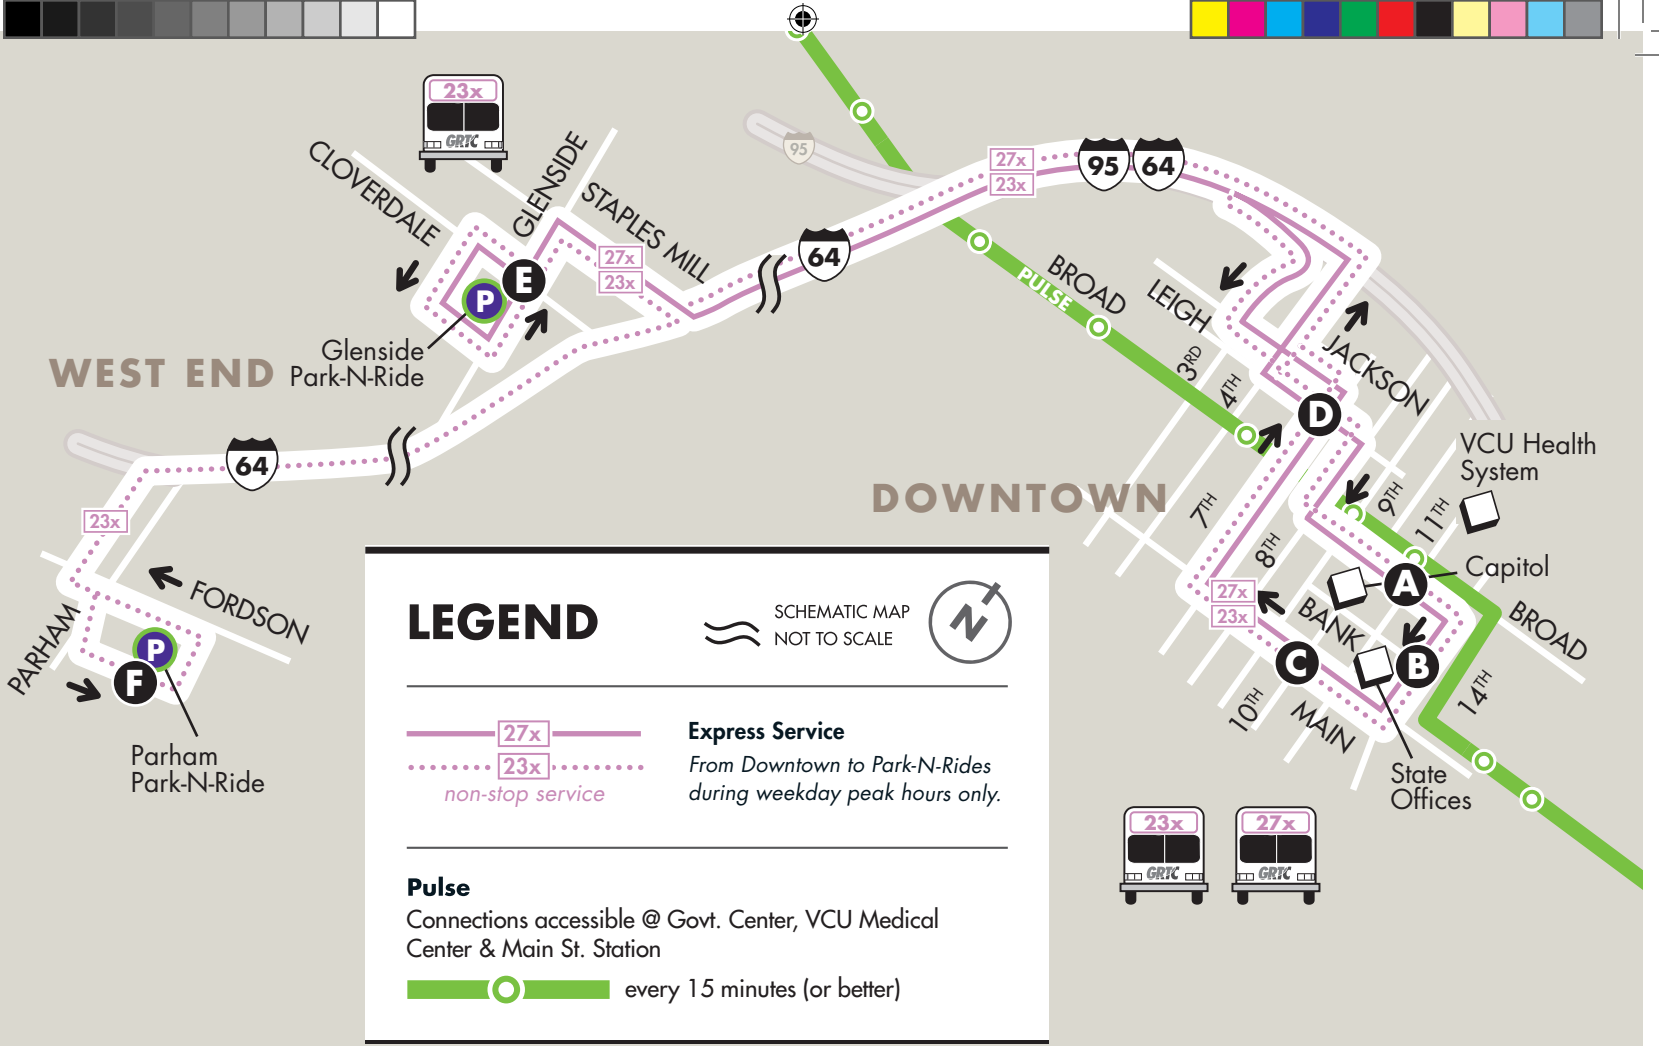 23x
GRTC
CLOVERDALE
GLENSIDE
STAPLES MILL
27x
23x
E
P
Glenside
Park-N-Ride
WEST END
95
27x
23x
95
64
64
PULSE
BROAD
LEIGH
3RD
4TH
JACKSON
D
VCU Health
System
DOWNTOWN
7TH
8TH
9TH
11TH
Capitol
A
27x
23x
BANK
BROAD
C
B
10TH
MAIN
14TH
State
Offices
64
23x
FORDSON
PARHAM
P
F
Parham
Park-N-Ride
LEGEND
SCHEMATIC MAP
NOT TO SCALE
N
27x
23x
non-stop service
Express Service
From Downtown to Park-N-Rides
during weekday peak hours only.
Pulse
Connections accessible @ Govt. Center, VCU Medical
Center & Main St. Station
every 15 minutes (or better)
23x
GRTC
27x
GRTC